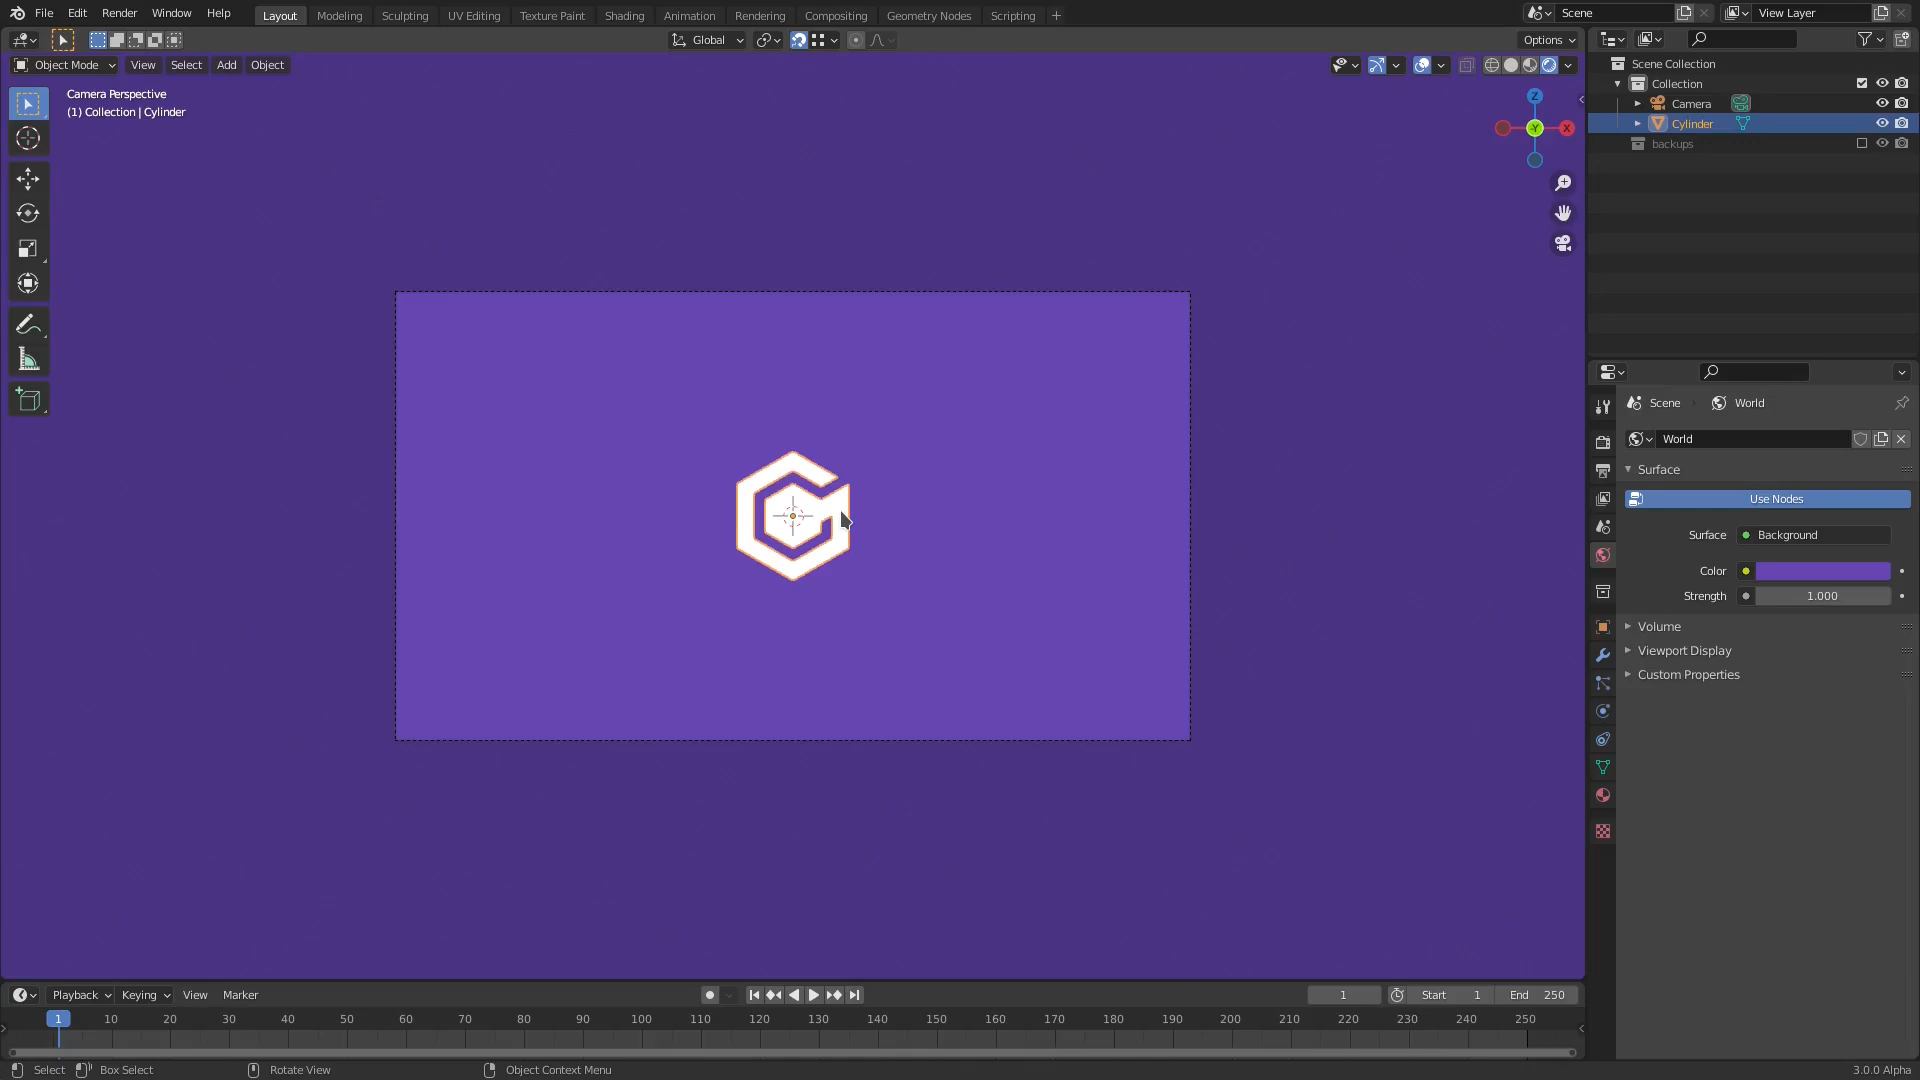 File Edit Render Window Help Layout Modeling Sculpting UV Editing Texture Paint Shading Animation Rendering Compositing Geometry Nodes Scripting Scene View Layer
Global Options
Object Mode View Select Add Object
Camera Perspective
(1) Collection | Cylinder
Z
X
Y
Scene Collection
Collection
Camera
Cylinder
backups
Scene World
World
Surface
Use Nodes
Surface Background
Color
Strength 1.000
Volume
Viewport Display
Custom Properties
Playback Keying View Marker 1 Start 1 End 250
1 10 20 30 40 50 60 70 80 90 100 110 120 130 140 150 160 170 180 190 200 210 220 230 240 250
Select Box Select Rotate View Object Context Menu 3.0.0 Alpha